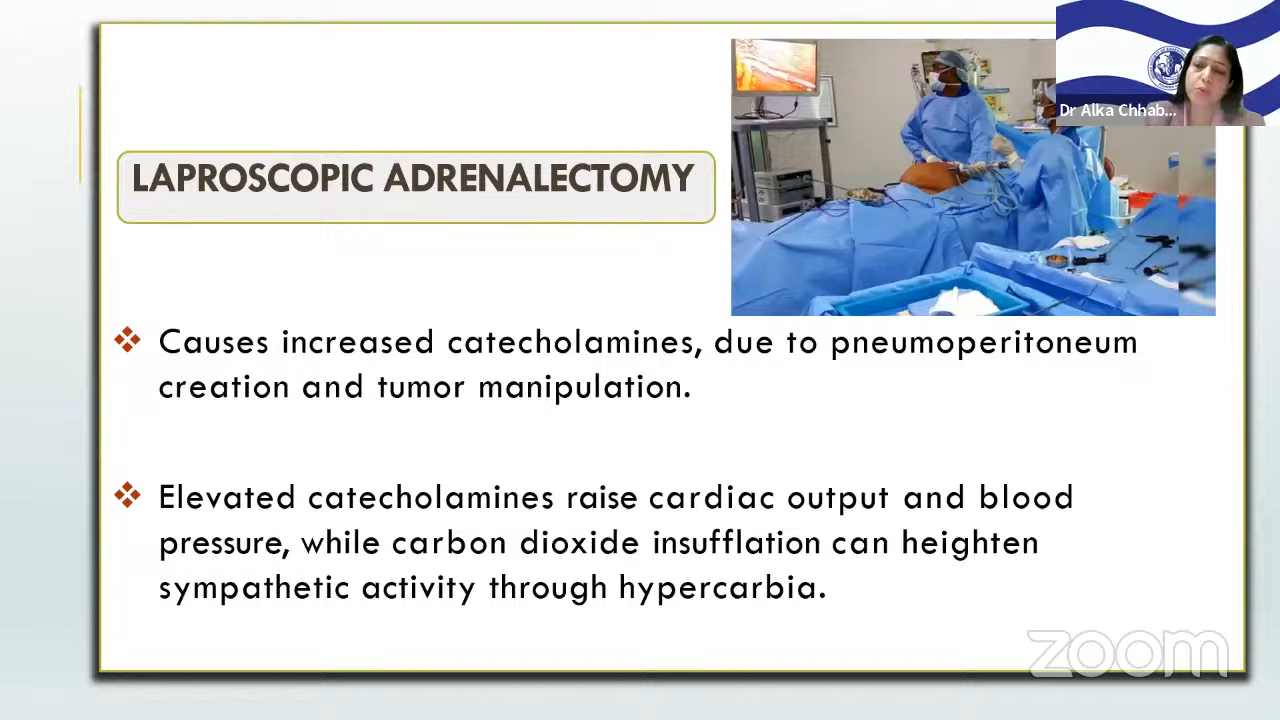 Dr Alka Chhab...
LAPROSCOPIC ADRENALECTOMY
Causes increased catecholamines, due to pneumoperitoneum
creation and tumor manipulation.
Elevated catecholamines raise cardiac output and blood
pressure, while carbon dioxide insufflation can heighten
sympathetic activity through hypercarbia.
zoom